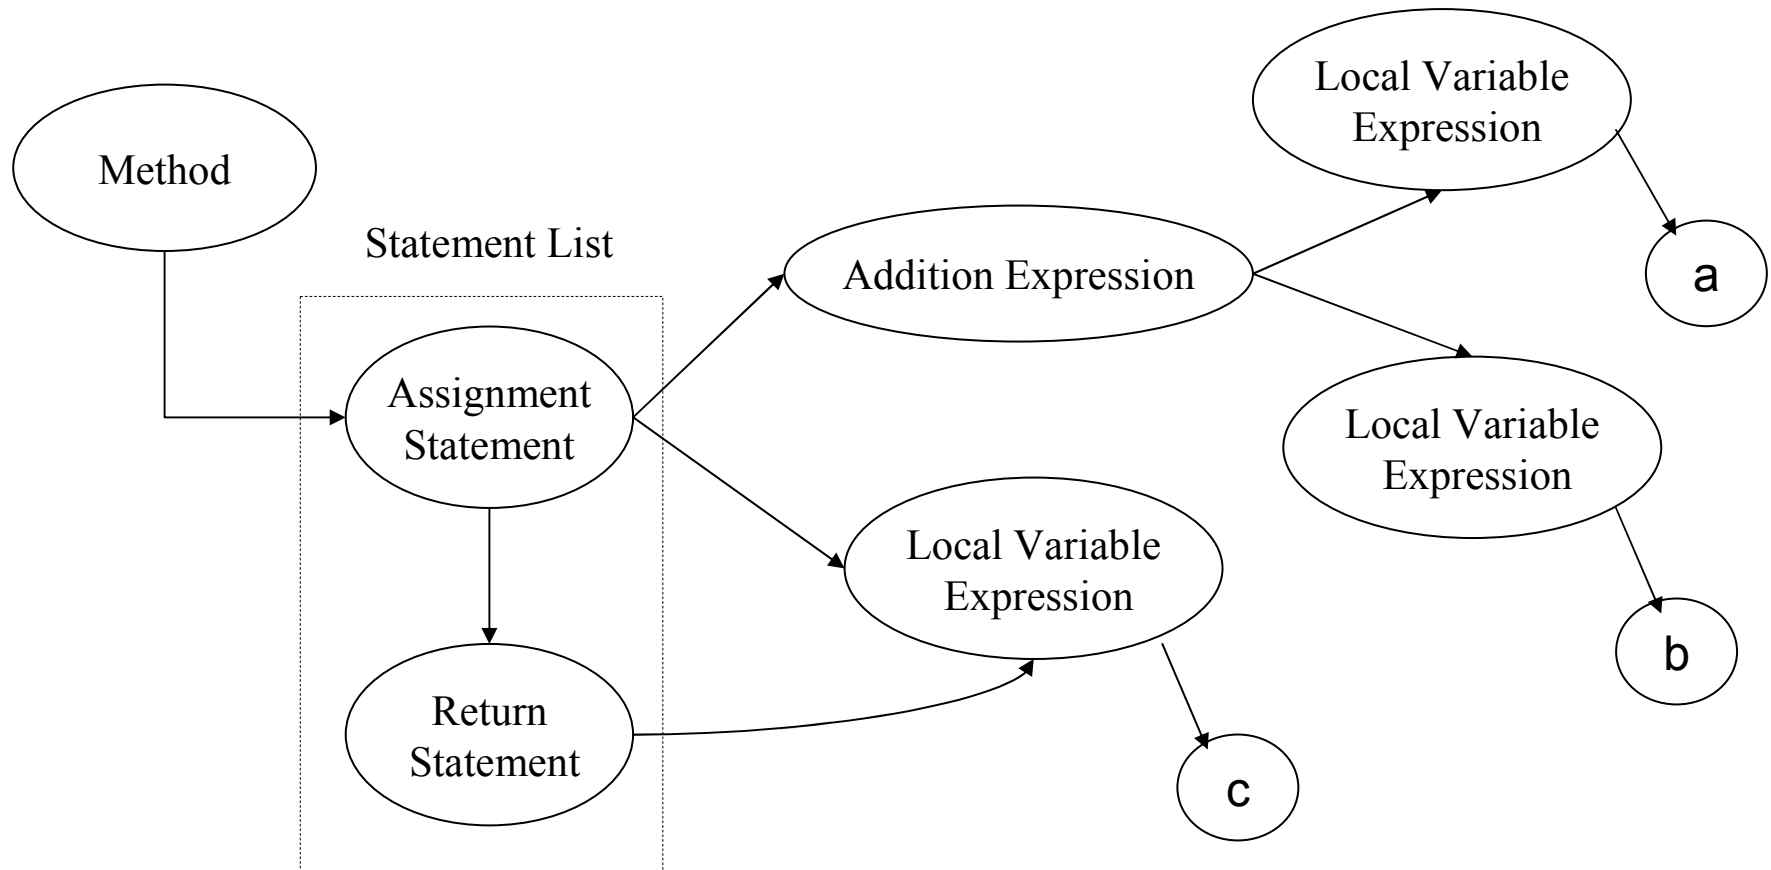 Method
Statement List
Assignment
Statement
Return
Statement
Addition Expression
Local Variable
Expression
c
Local Variable
Expression
a
Local Variable
Expression
b